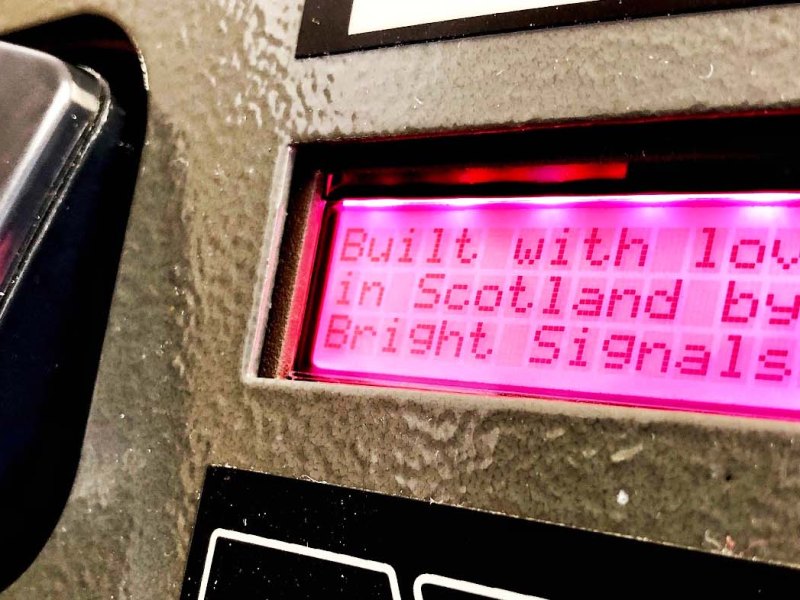 Built with lov
in Scotland by
Bright Signals